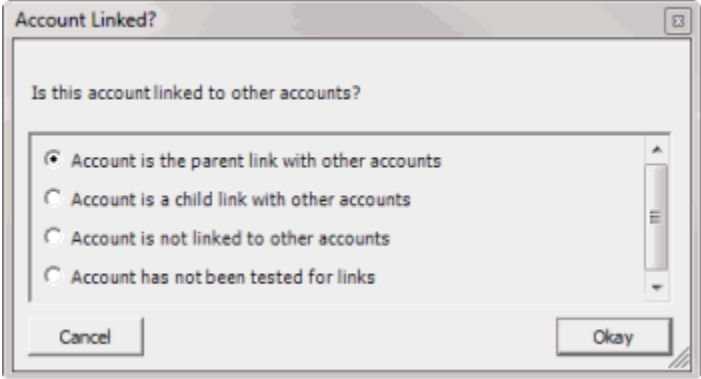 Account Linked?
Is this account linked to other accounts?
Account is the parent link with other accounts
Account is a child link with other accounts
Account is not linked to other accounts
Account has not been tested for links
Cancel
Okay